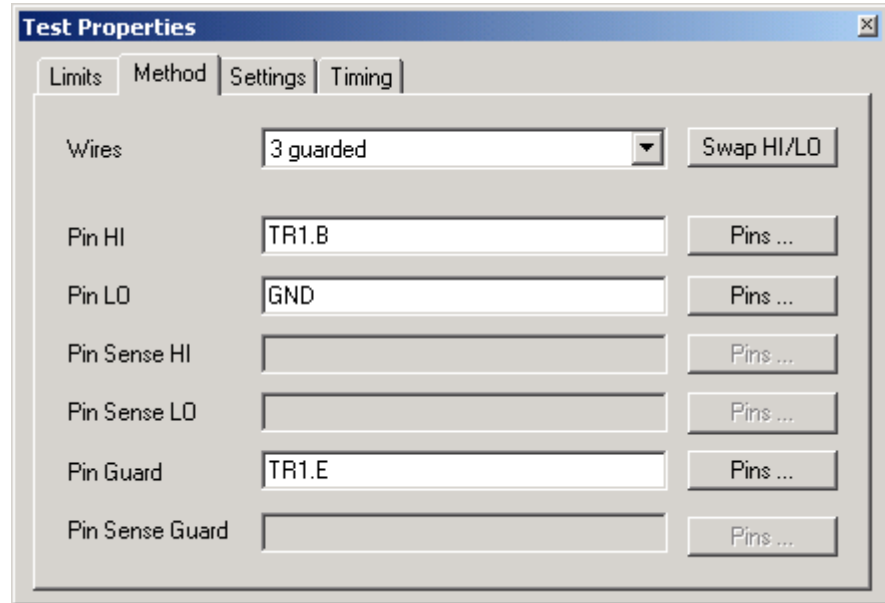 Test Properties
Limits Method Settings Timing
Wires 3 guarded Swap HI/LO
Pin HI TR1.B Pins ...
Pin LO GND Pins ...
Pin Sense HI Pins ...
Pin Sense LO Pins ...
Pin Guard TR1.E Pins ...
Pin Sense Guard Pins ...